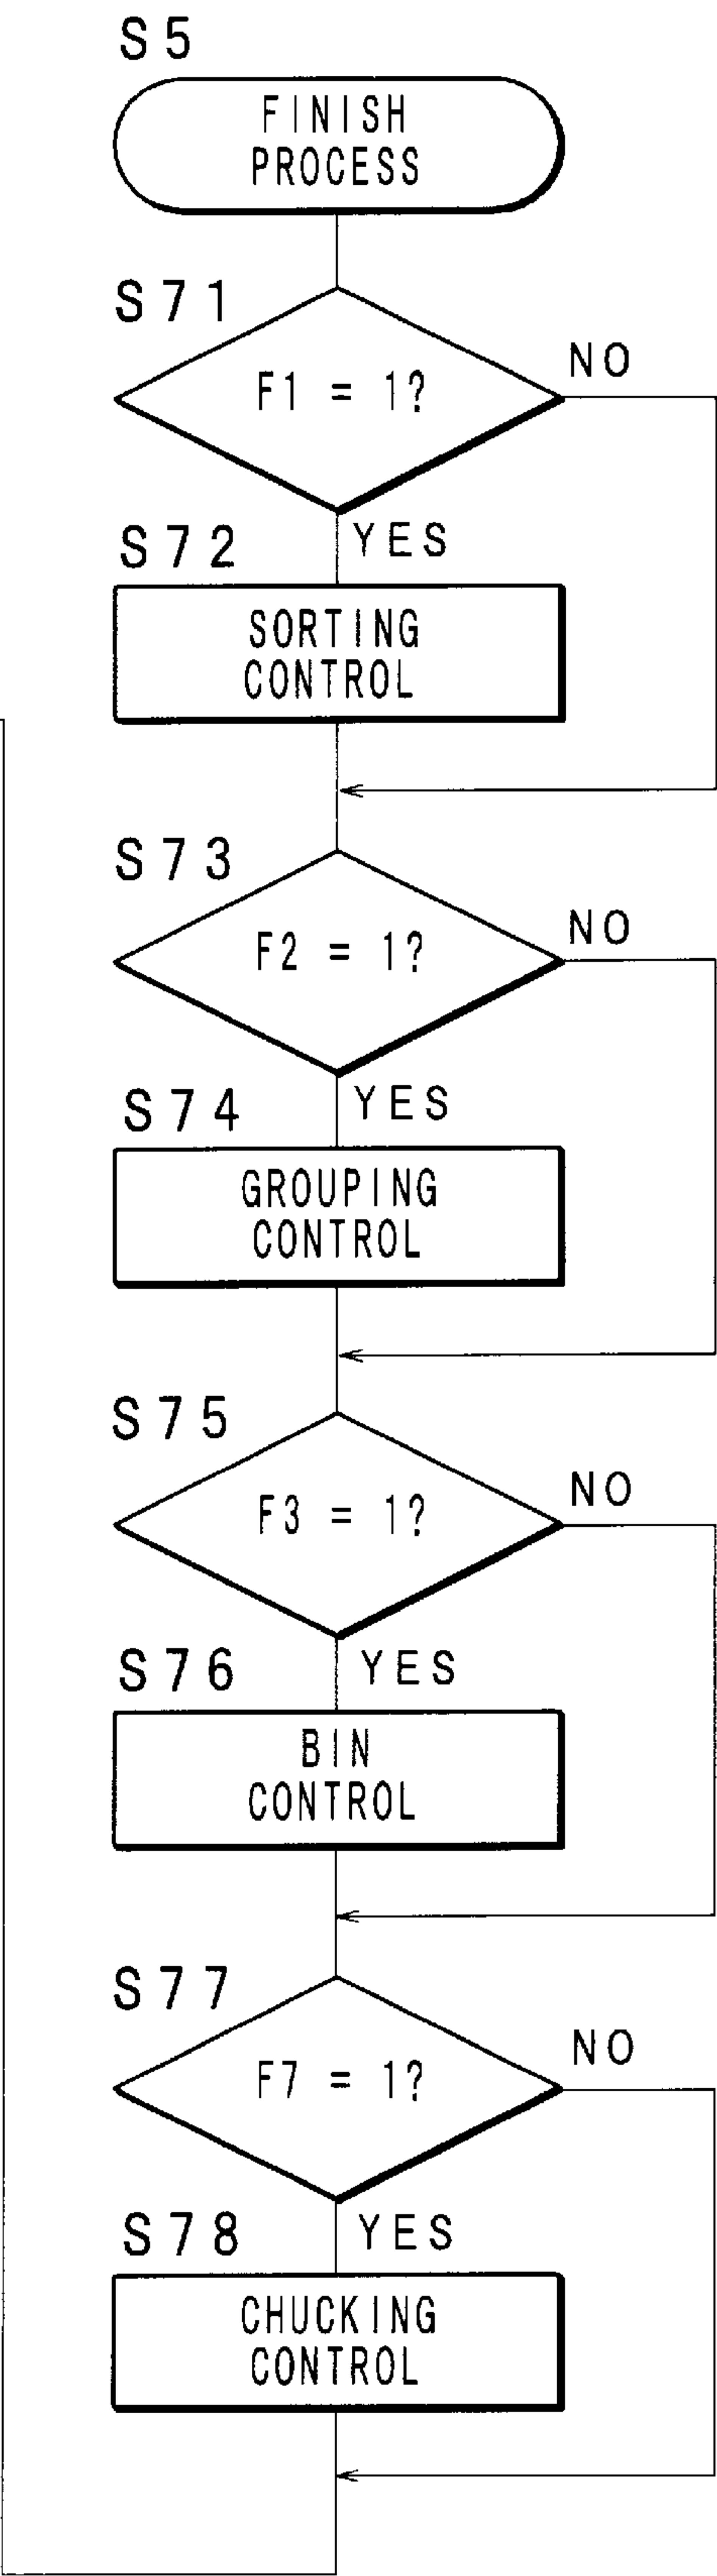 S5
FINISH
PROCESS
S71
F1 = 1?
NO
YES
S72
SORTING
CONTROL
S73
F2 = 1?
NO
YES
S74
GROUPING
CONTROL
S75
F3 = 1?
NO
YES
S76
BIN
CONTROL
S77
F7 = 1?
NO
YES
S78
CHUCKING
CONTROL